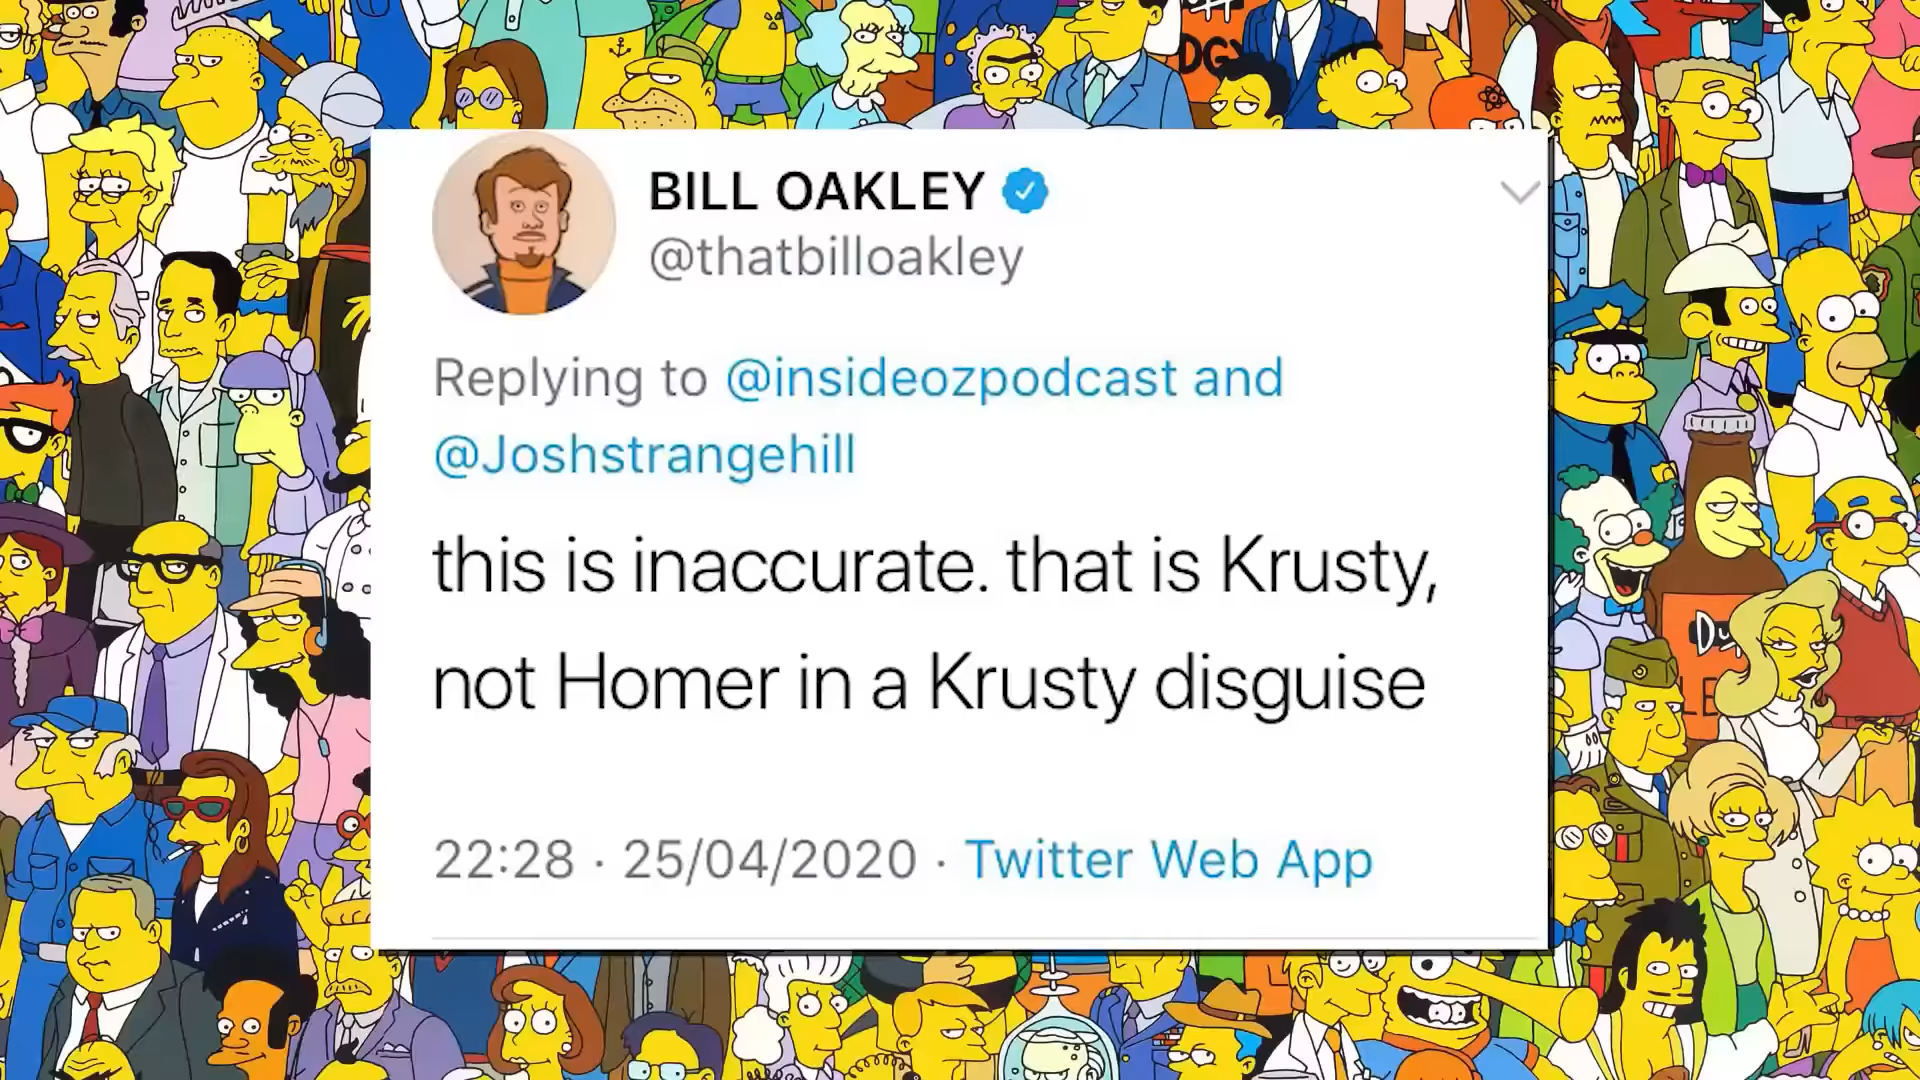 BILL OAKLEY
@thatbilloakley
Replying to @insideozpodcast and
@Joshstrangehill
this is inaccurate. that is Krusty,
not Homer in a Krusty disguise
22:28 · 25/04/2020 · Twitter Web App